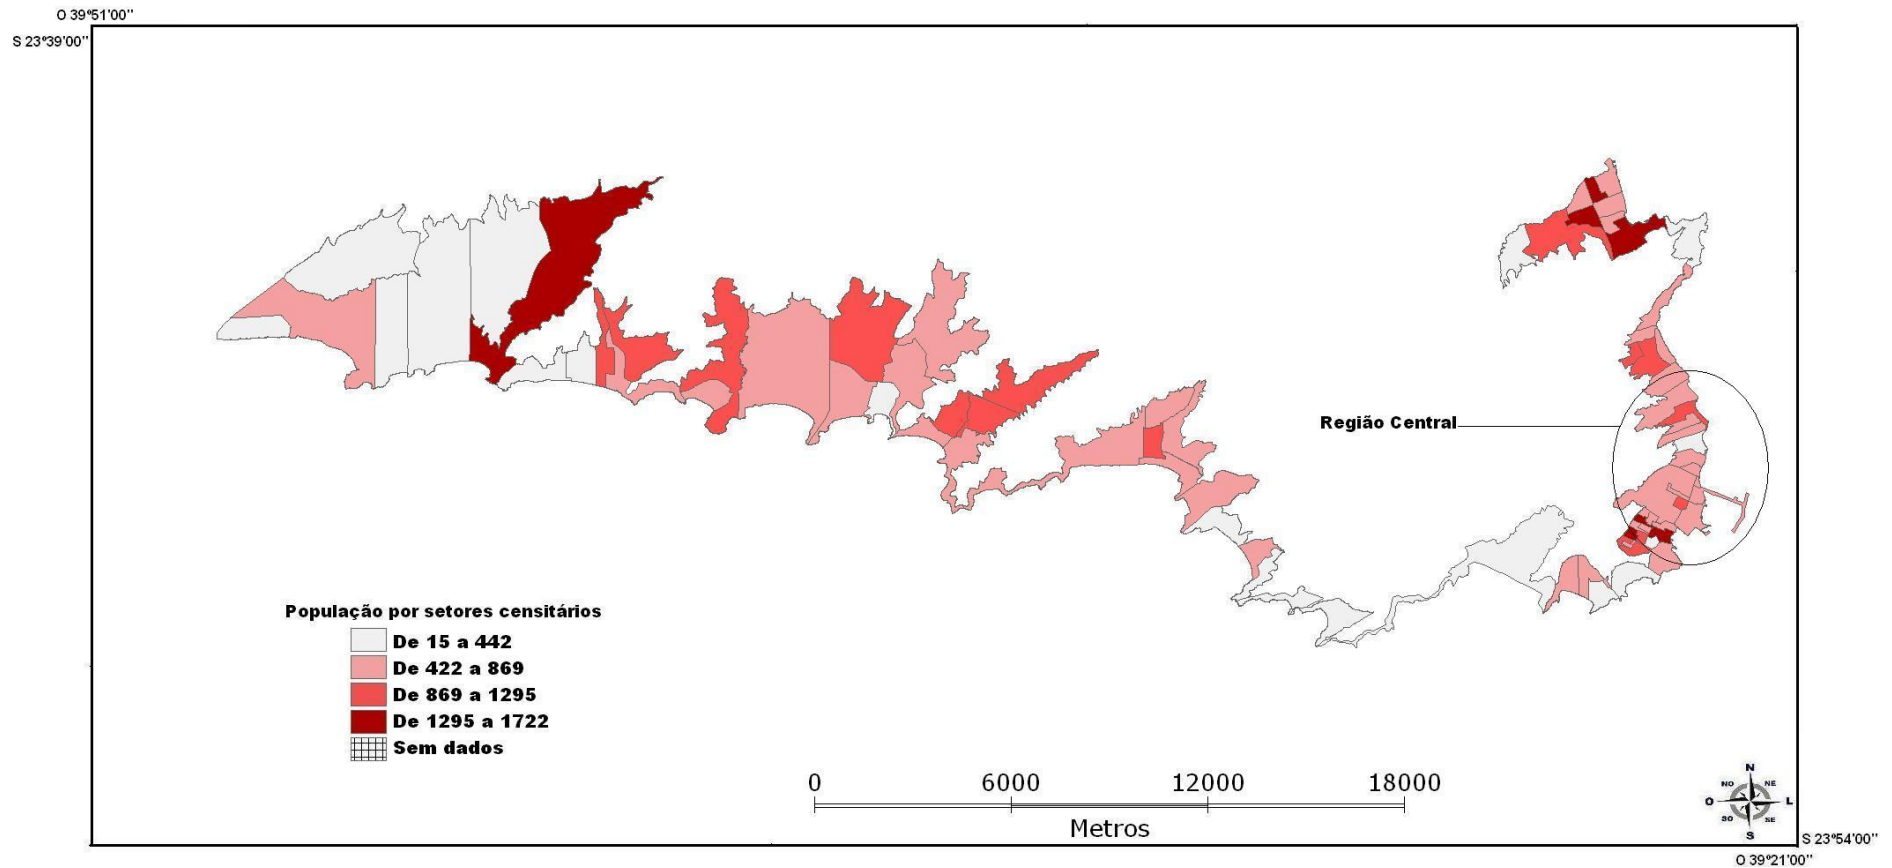 O 39º51'00''
S 23º39'00''
Região Central
População por setores censitários
De 15 a 442
De 422 a 869
De 869 a 1295
De 1295 a 1722
Sem dados
0 6000 12000 18000
Metros
N
NO NE
O L
SO SE
S
S 23º54'00''
O 39º21'00''